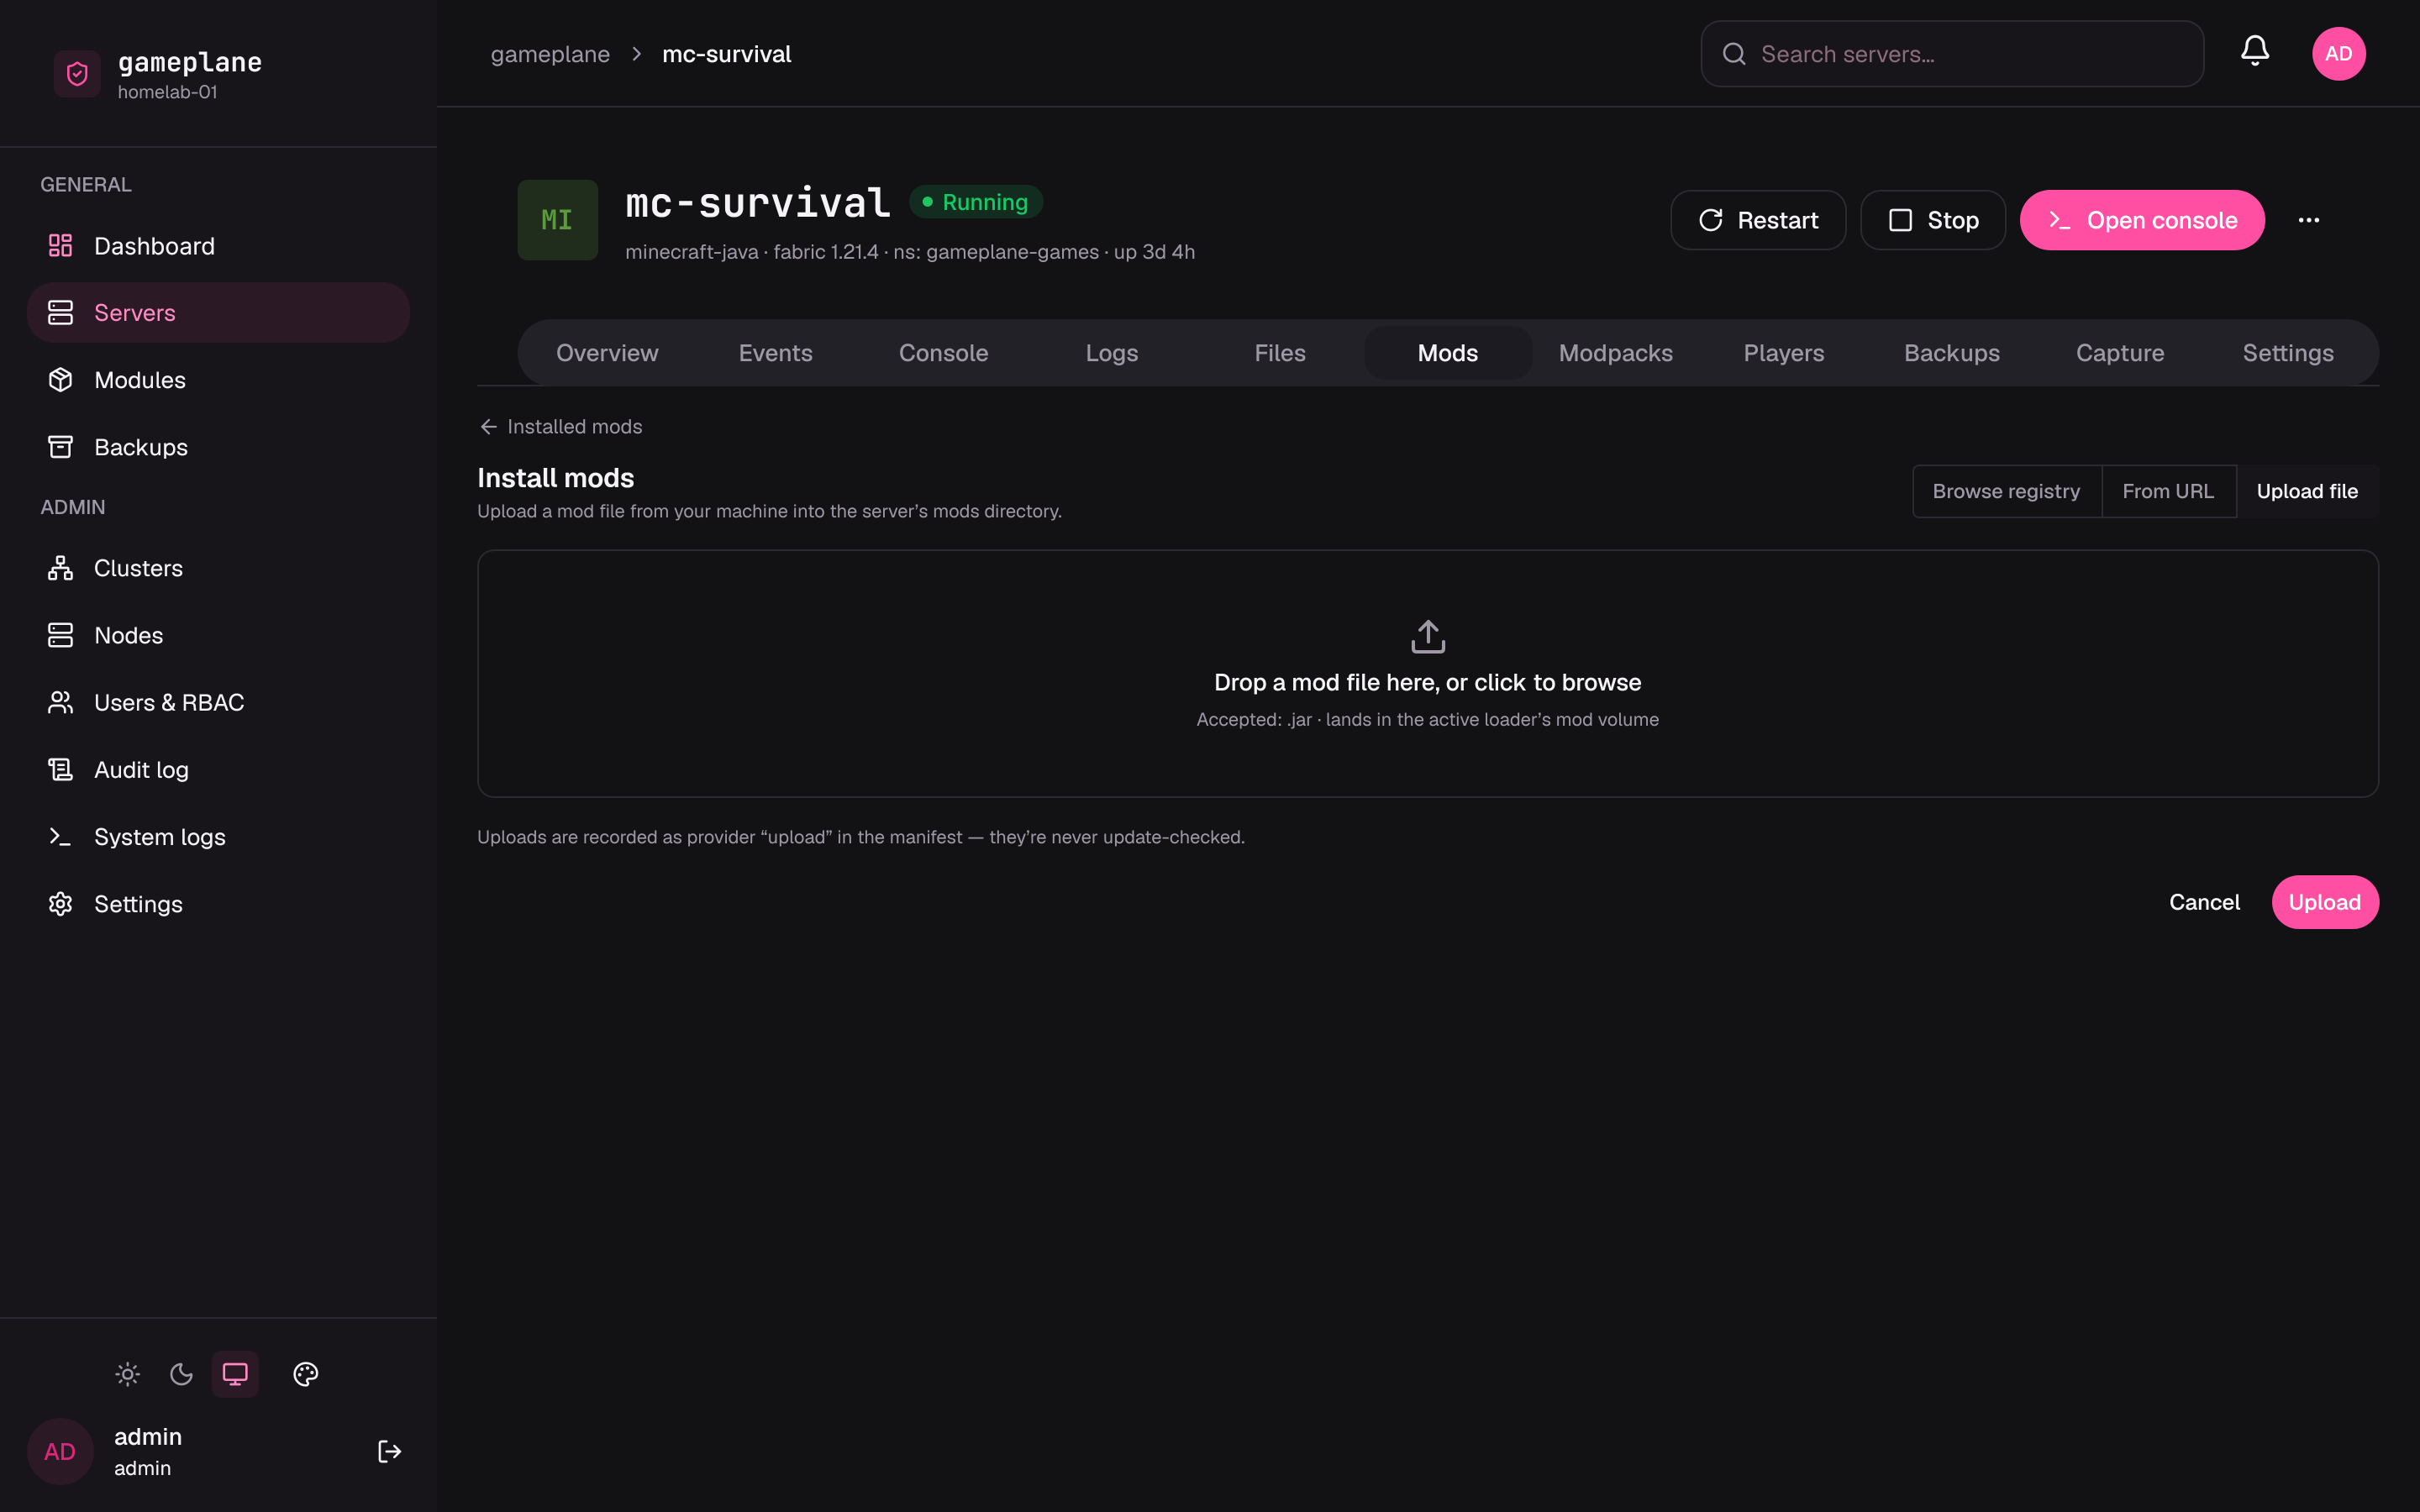 gameplane
homelab-01
GENERAL
Dashboard
Servers
Modules
Backups
ADMIN
Clusters
Nodes
Users & RBAC
Audit log
System logs
Settings
AD
admin
admin
gameplane
mc-survival
Search servers...
AD
MI
mc-survival
Running
minecraft-java · fabric 1.21.4 · ns: gameplane-games · up 3d 4h
Restart
Stop
Open console
Overview
Events
Console
Logs
Files
Mods
Modpacks
Players
Backups
Capture
Settings
Installed mods
Install mods
Upload a mod file from your machine into the server’s mods directory.
Browse registry
From URL
Upload file
Drop a mod file here, or click to browse
Accepted: .jar · lands in the active loader’s mod volume
Uploads are recorded as provider “upload” in the manifest — they’re never update-checked.
Cancel
Upload